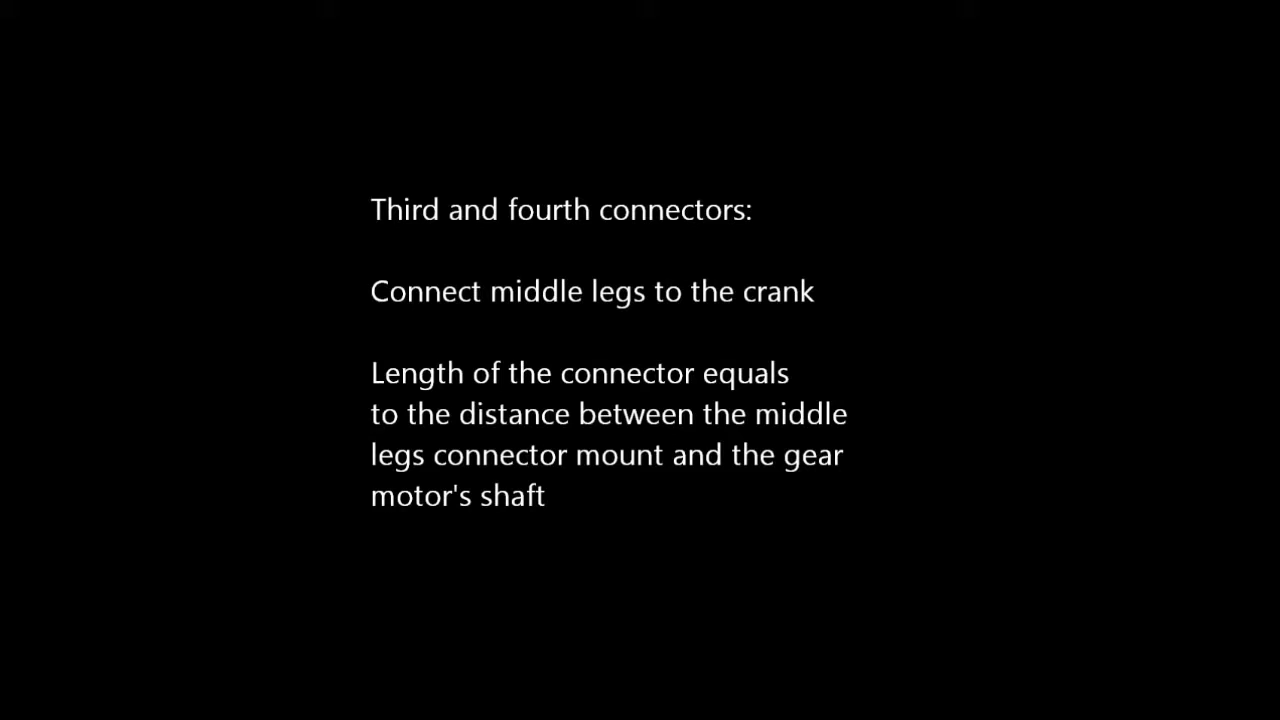 Third and fourth connectors:
Connect middle legs to the crank
Length of the connector equals
to the distance between the middle
legs connector mount and the gear
motor's shaft